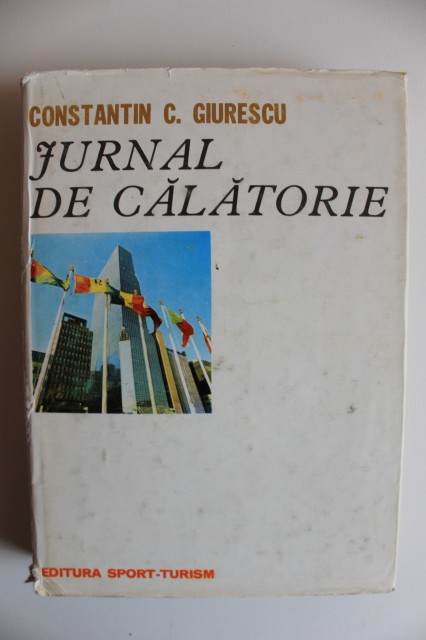 CONSTANTIN C. GIURESCU
JURNAL
DE CĂLĂTORIE
EDITURA SPORT-TURISM